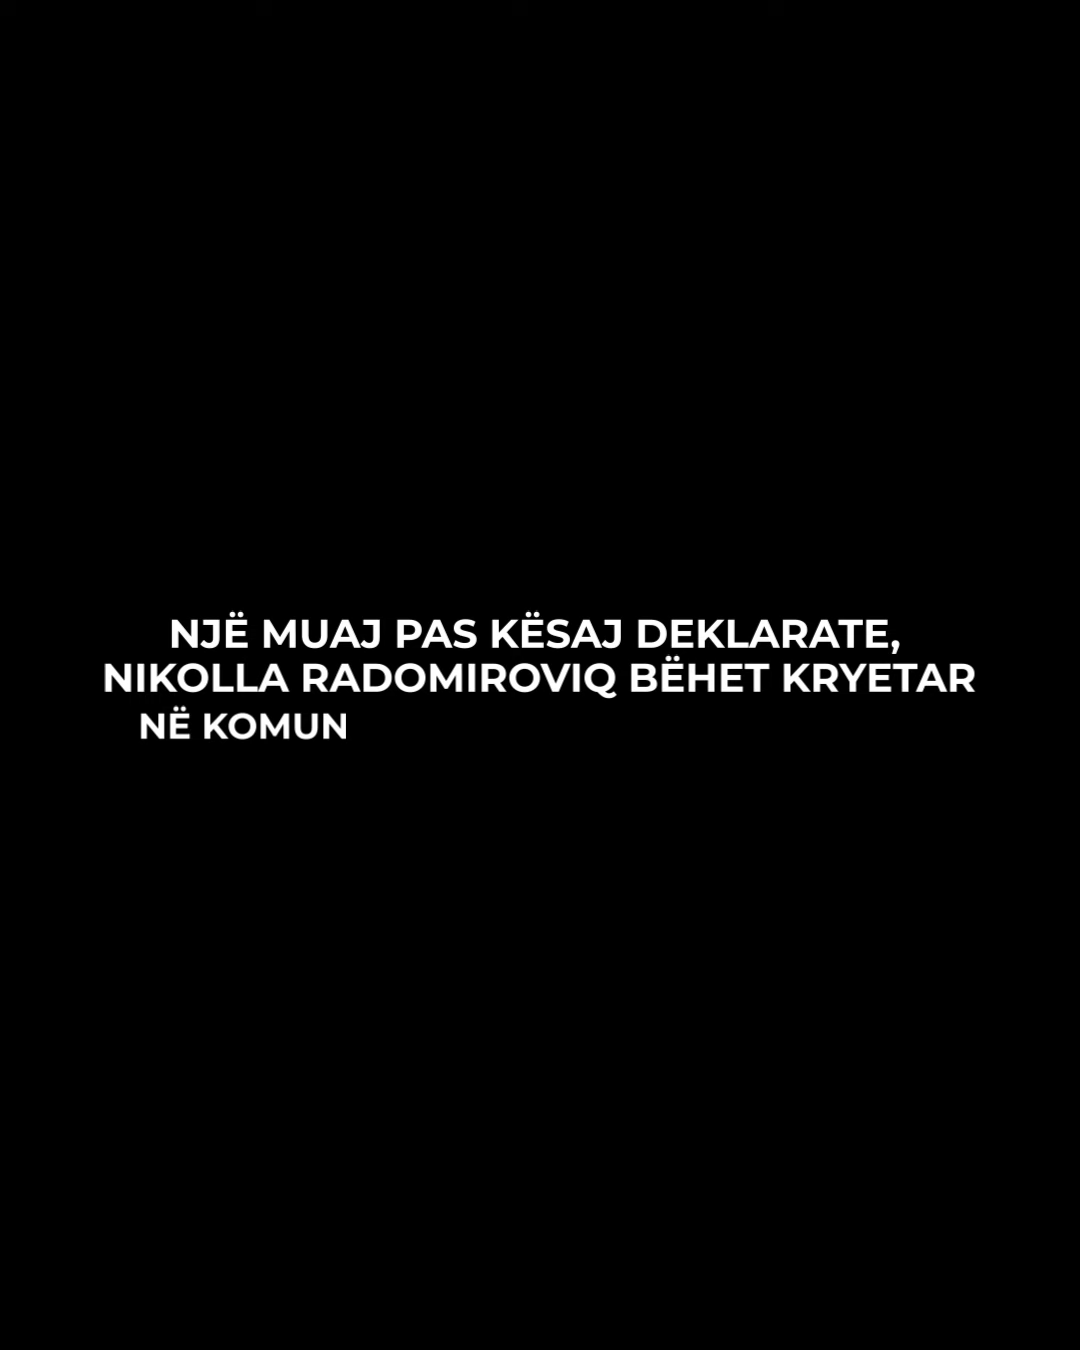 NJË MUAJ PAS KËSAJ DEKLARATE,
NIKOLLA RADOMIROVIQ BËHET KRYETAR
NË KOMUN